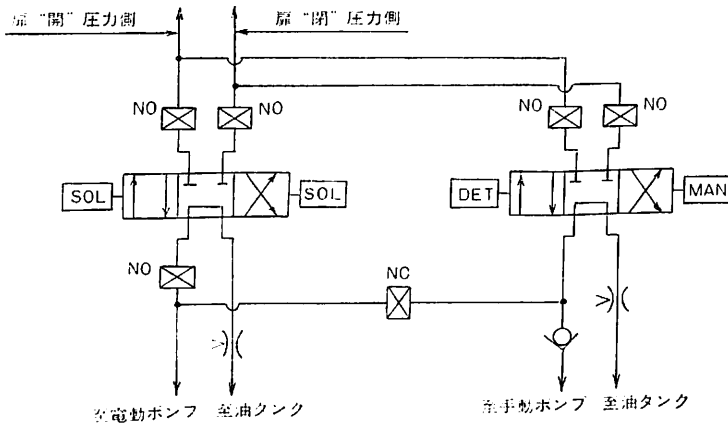 扉 “開” 圧力側 扉 “閉” 圧力側
NO NO NO NO
SOL SOL DET MAN
NO NC
至電動ポンプ 至油タンク 至手動ポンプ 至油タンク